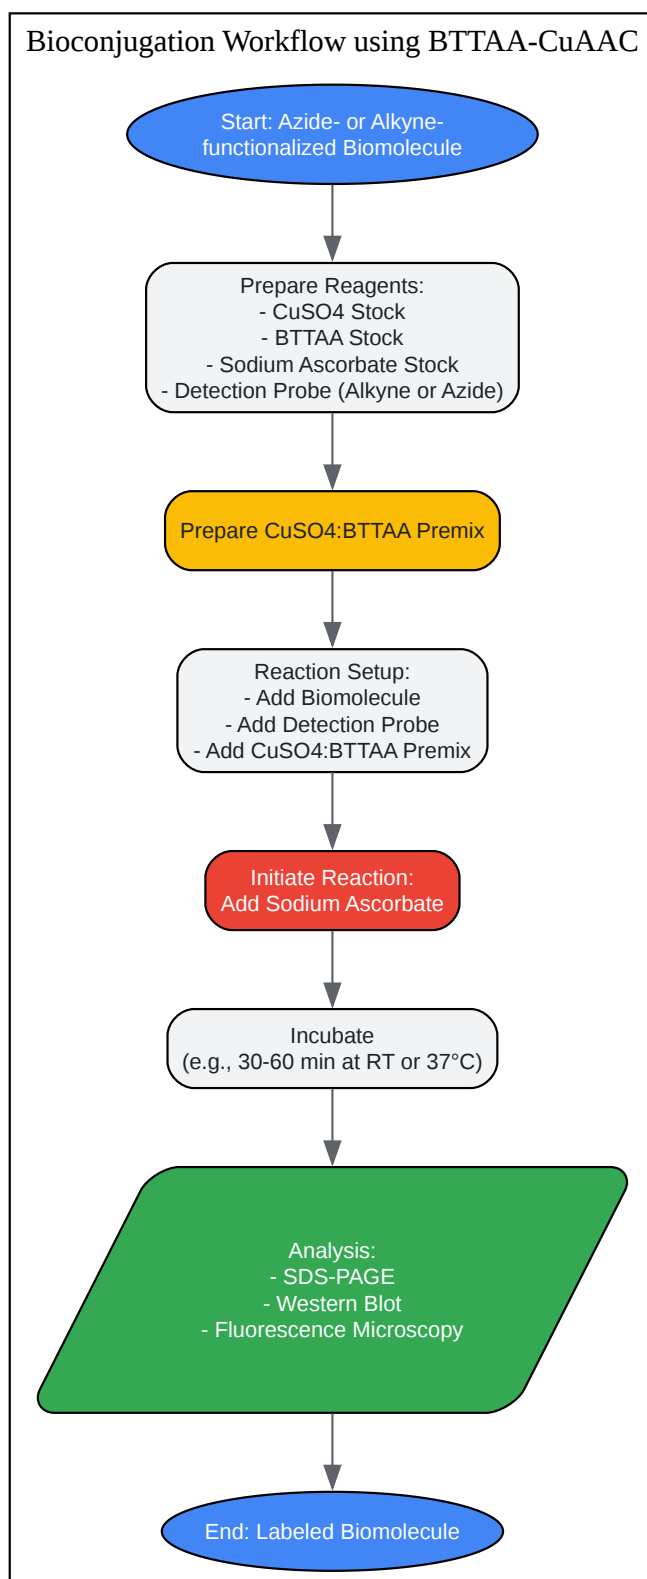 Bioconjugation Workflow using BTTAA-CuAAC
Start: Azide- or Alkyne-
functionalized Biomolecule
Prepare Reagents:
- CuSO4 Stock
- BTTAA Stock
- Sodium Ascorbate Stock
- Detection Probe (Alkyne or Azide)
Prepare CuSO4:BTTAA Premix
Reaction Setup:
- Add Biomolecule
- Add Detection Probe
- Add CuSO4:BTTAA Premix
Initiate Reaction:
Add Sodium Ascorbate
Incubate
(e.g., 30-60 min at RT or 37°C)
Analysis:
- SDS-PAGE
- Western Blot
- Fluorescence Microscopy
End: Labeled Biomolecule